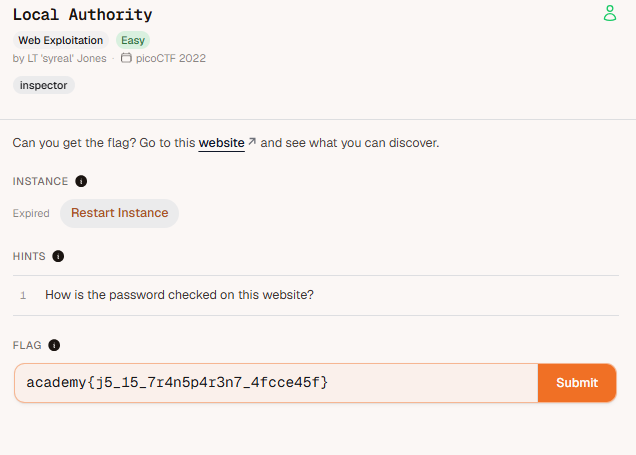 Local Authority
Web Exploitation Easy
by LT 'syreal' Jones · picoCTF 2022
inspector
Can you get the flag? Go to this website ↗ and see what you can discover.
INSTANCE i
Expired Restart Instance
HINTS i
1 How is the password checked on this website?
FLAG i
academy{j5_15_7r4n5p4r3n7_4fcce45f}
Submit